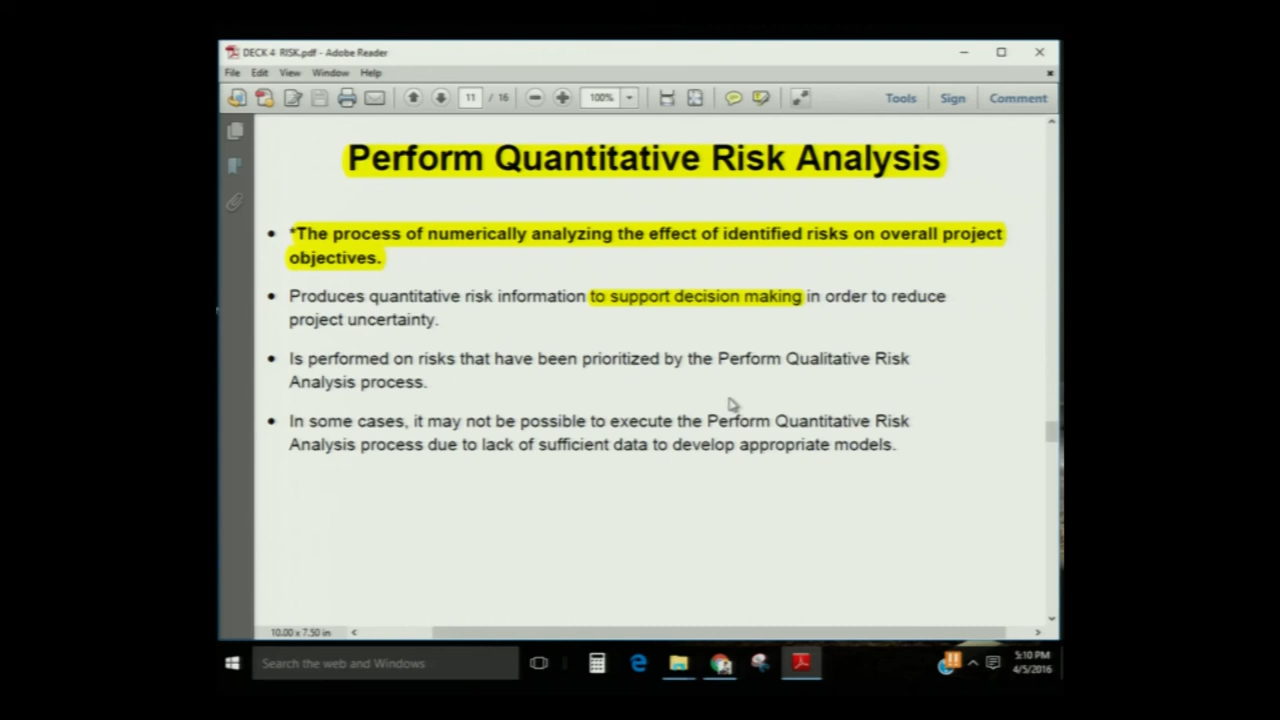 DECK 4 RISK.pdf - Adobe Reader
File Edit View Window Help
11 / 16 100% Tools Sign Comment
Perform Quantitative Risk Analysis
• *The process of numerically analyzing the effect of identified risks on overall project
objectives.
• Produces quantitative risk information to support decision making in order to reduce
project uncertainty.
• Is performed on risks that have been prioritized by the Perform Qualitative Risk
Analysis process.
• In some cases, it may not be possible to execute the Perform Quantitative Risk
Analysis process due to lack of sufficient data to develop appropriate models.
10.00 x 7.50 in
Search the web and Windows
5:10 PM
4/5/2016